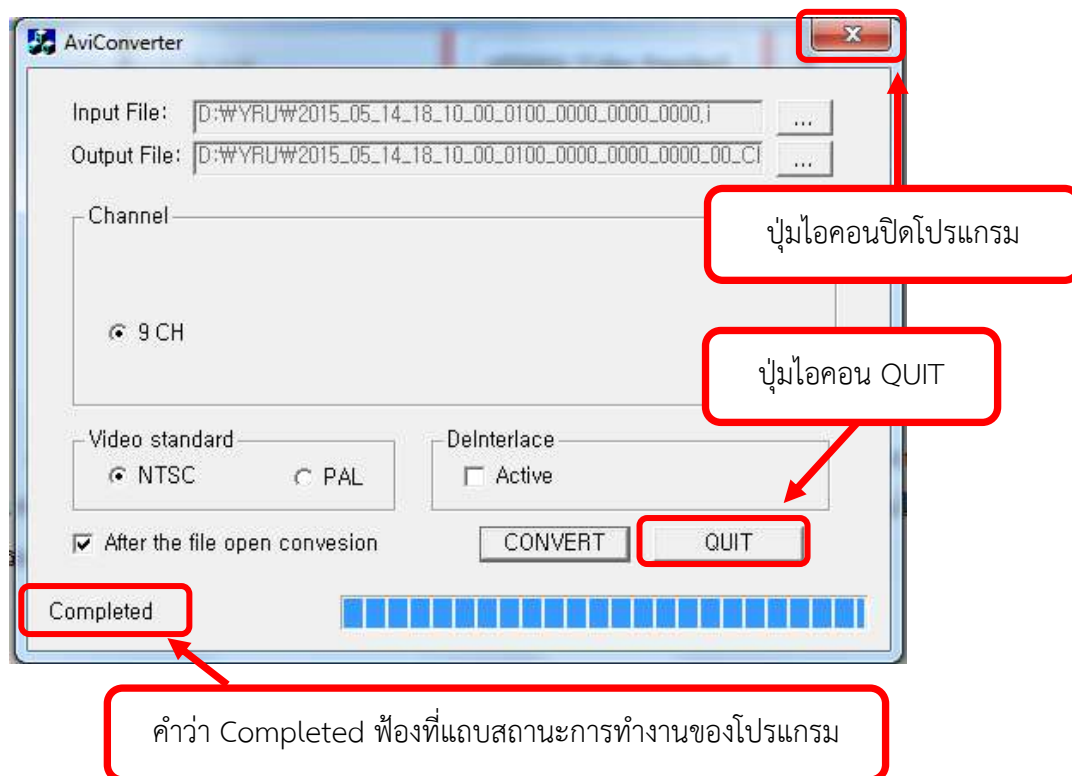 AviConverter
x
Input File: D:₩YRU₩2015_05_14_18_10_00_0100_0000_0000_0000,i ...
Output File: D:₩YRU₩2015_05_14_18_10_00_0100_0000_0000_0000_00_C ...
Channel
ปุ่มไอคอนปิดโปรแกรม
9 CH
ปุ่มไอคอน QUIT
Video standard
DeInterlace
NTSC PAL
Active
After the file open convesion
CONVERT
QUIT
Completed
คำว่า Completed ฟ้องที่แถบสถานะการทำงานของโปรแกรม